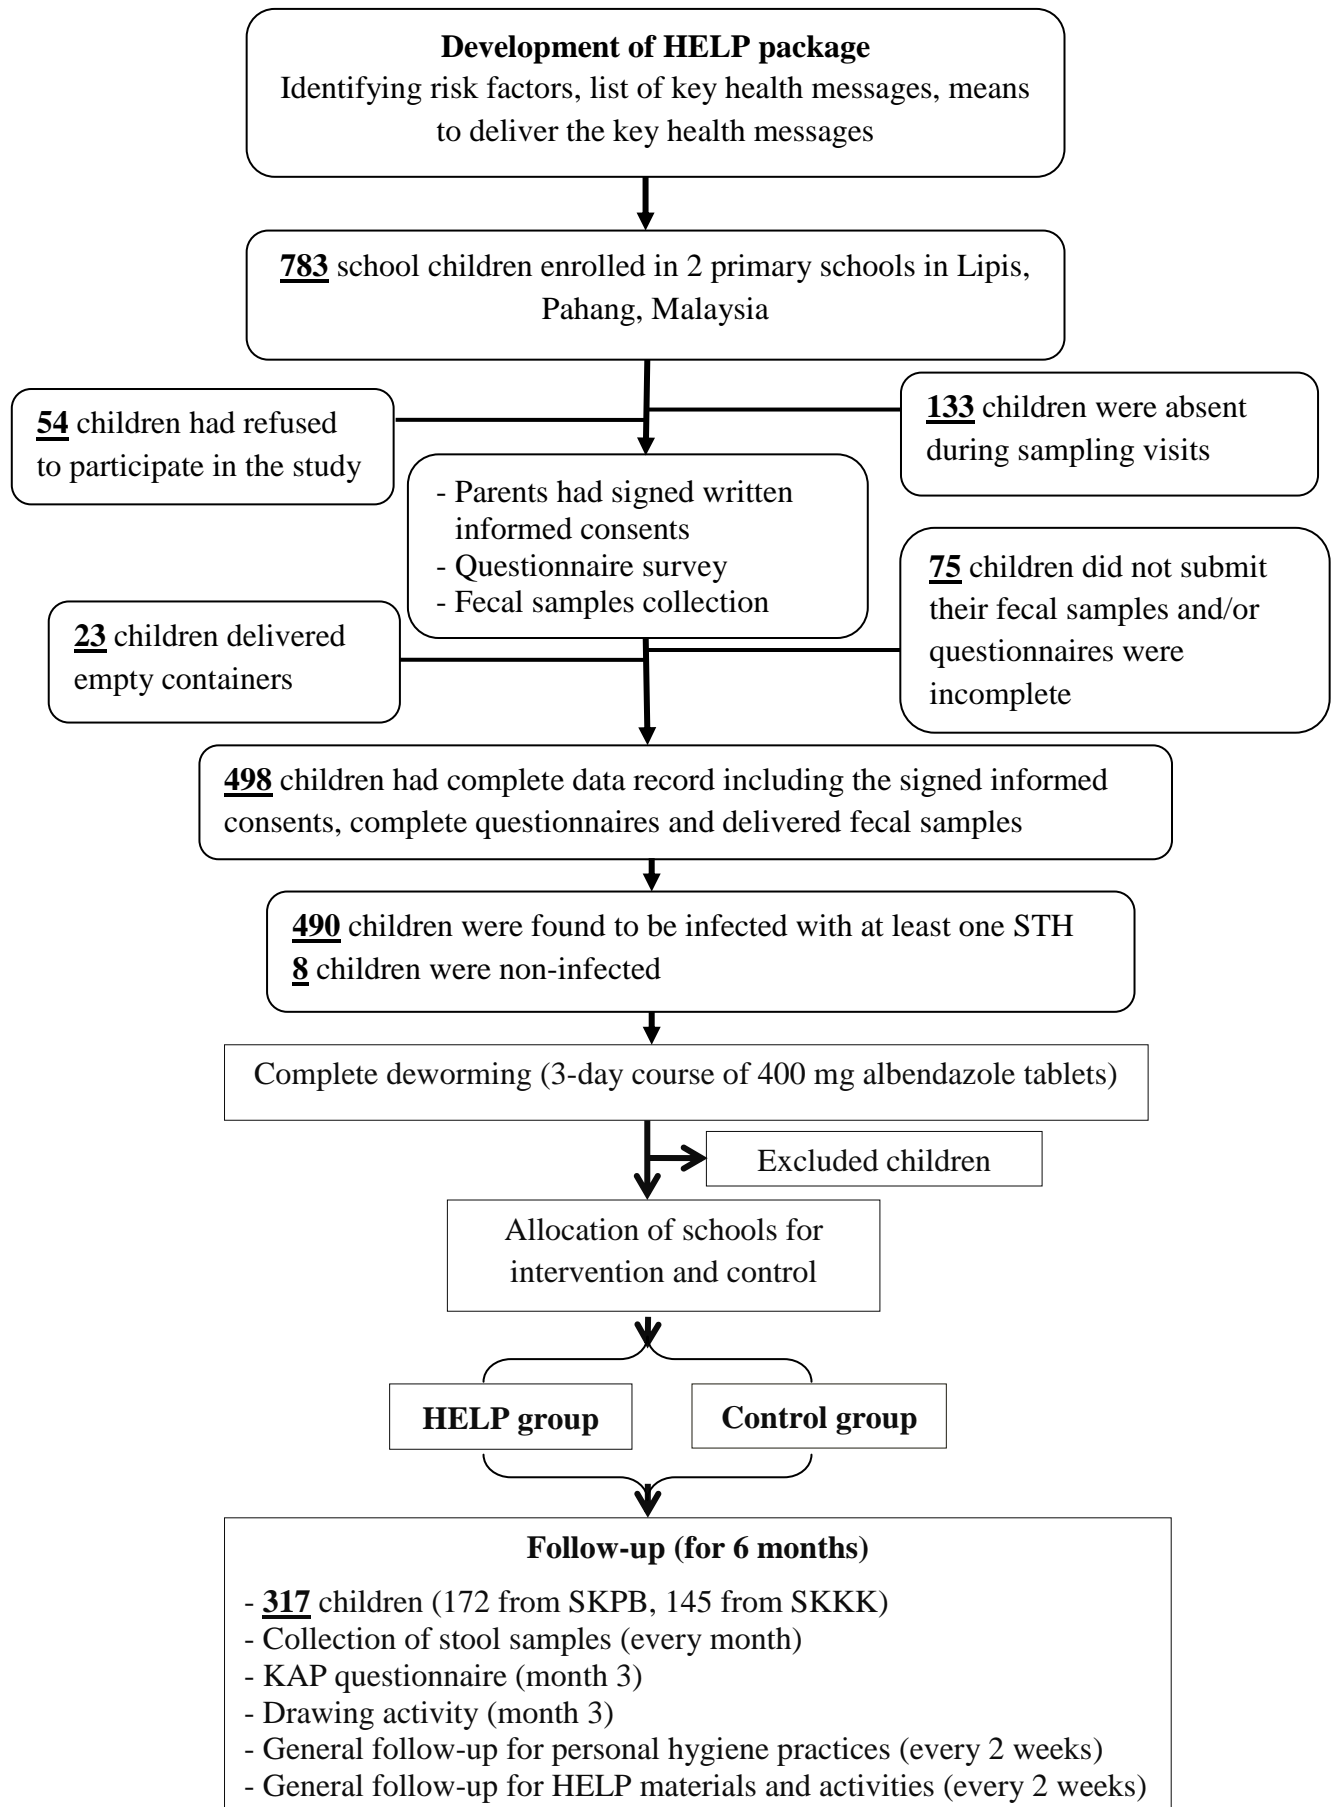 Development of HELP package
Identifying risk factors, list of key health messages, means
to deliver the key health messages
783 school children enrolled in 2 primary schools in Lipis,
Pahang, Malaysia
54 children had refused
to participate in the study
133 children were absent
during sampling visits
- Parents had signed written
informed consents
- Questionnaire survey
- Fecal samples collection
23 children delivered
empty containers
75 children did not submit
their fecal samples and/or
questionnaires were
incomplete
498 children had complete data record including the signed informed
consents, complete questionnaires and delivered fecal samples
490 children were found to be infected with at least one STH
8 children were non-infected
Complete deworming (3-day course of 400 mg albendazole tablets)
Excluded children
Allocation of schools for
intervention and control
HELP group
Control group
Follow-up (for 6 months)
- 317 children (172 from SKPB, 145 from SKKK)
- Collection of stool samples (every month)
- KAP questionnaire (month 3)
- Drawing activity (month 3)
- General follow-up for personal hygiene practices (every 2 weeks)
- General follow-up for HELP materials and activities (every 2 weeks)